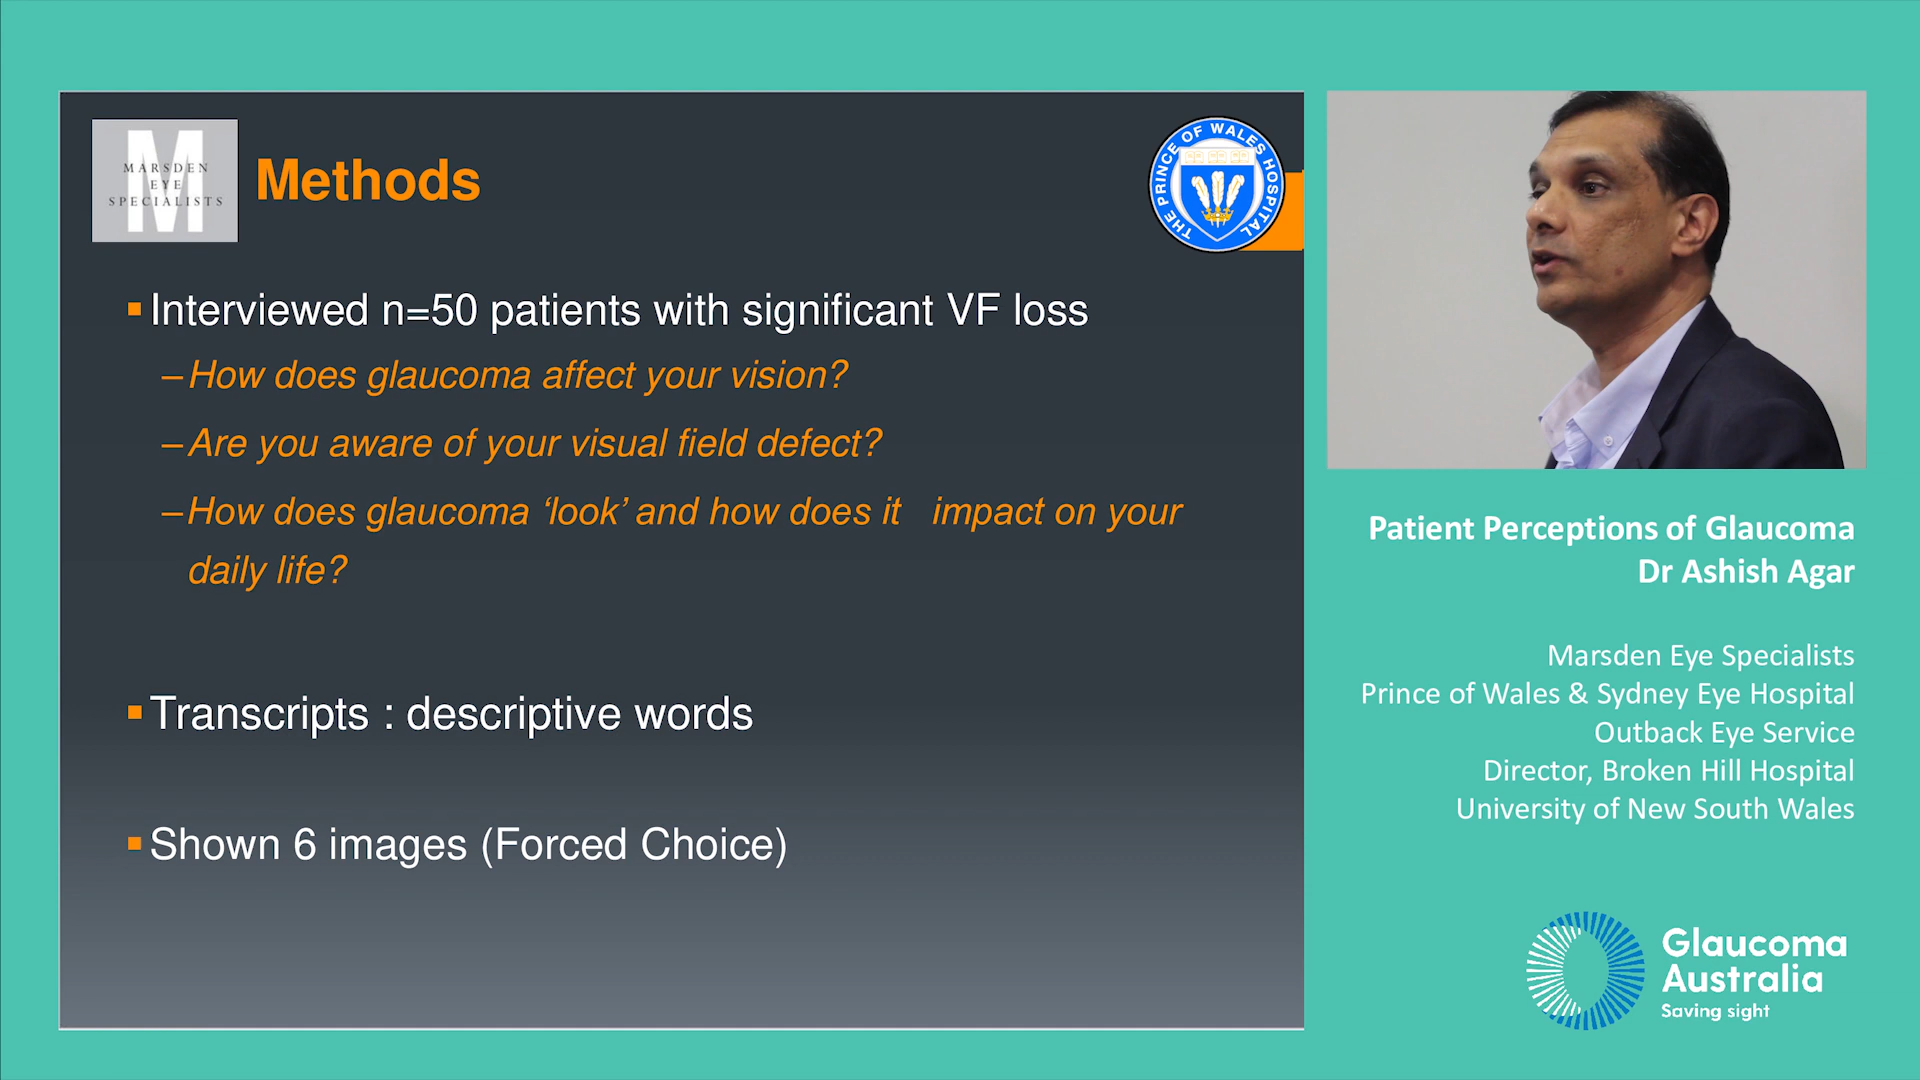 MARSDEN
EYE
SPECIALISTS
Methods
THE PRINCE OF WALES HOSPITAL
Interviewed n=50 patients with significant VF loss
–How does glaucoma affect your vision?
–Are you aware of your visual field defect?
–How does glaucoma ‘look’ and how does it impact on your
daily life?
Transcripts : descriptive words
Shown 6 images (Forced Choice)
Patient Perceptions of Glaucoma
Dr Ashish Agar
Marsden Eye Specialists
Prince of Wales & Sydney Eye Hospital
Outback Eye Service
Director, Broken Hill Hospital
University of New South Wales
Glaucoma
Australia
Saving sight